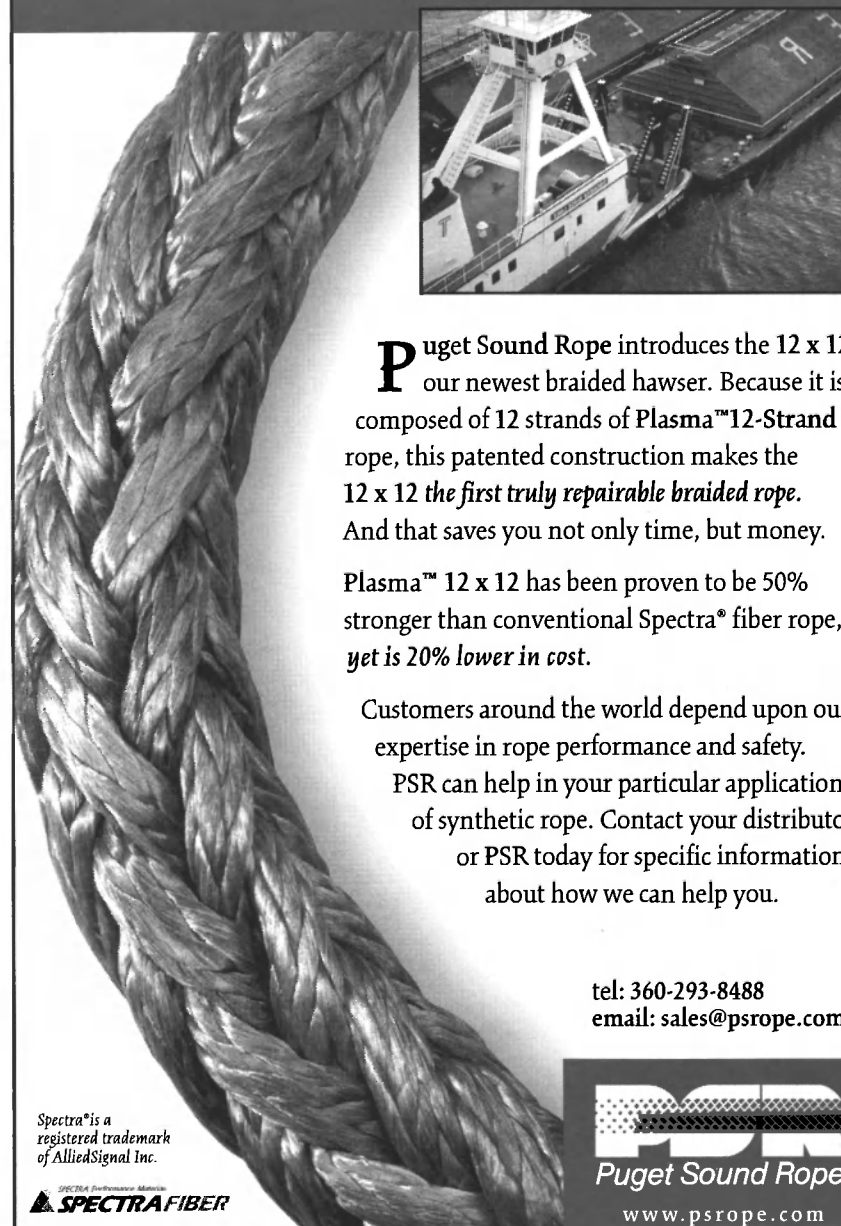 Puget Sound Rope introduces the 12 x 12
our newest braided hawser. Because it is
composed of 12 strands of Plasma™12-Strand
rope, this patented construction makes the
12 x 12 the first truly repairable braided rope.
And that saves you not only time, but money.
Plasma™ 12 x 12 has been proven to be 50%
stronger than conventional Spectra® fiber rope,
yet is 20% lower in cost.
Customers around the world depend upon ou
expertise in rope performance and safety.
PSR can help in your particular application
of synthetic rope. Contact your distributo
or PSR today for specific information
about how we can help you.
tel: 360-293-8488
email: sales@psrope.com
Spectra® is a
registered trademark
of AlliedSignal Inc.
SPECTRA Performance Materials
SPECTRA FIBER
PSR
Puget Sound Rope
www.psrope.com